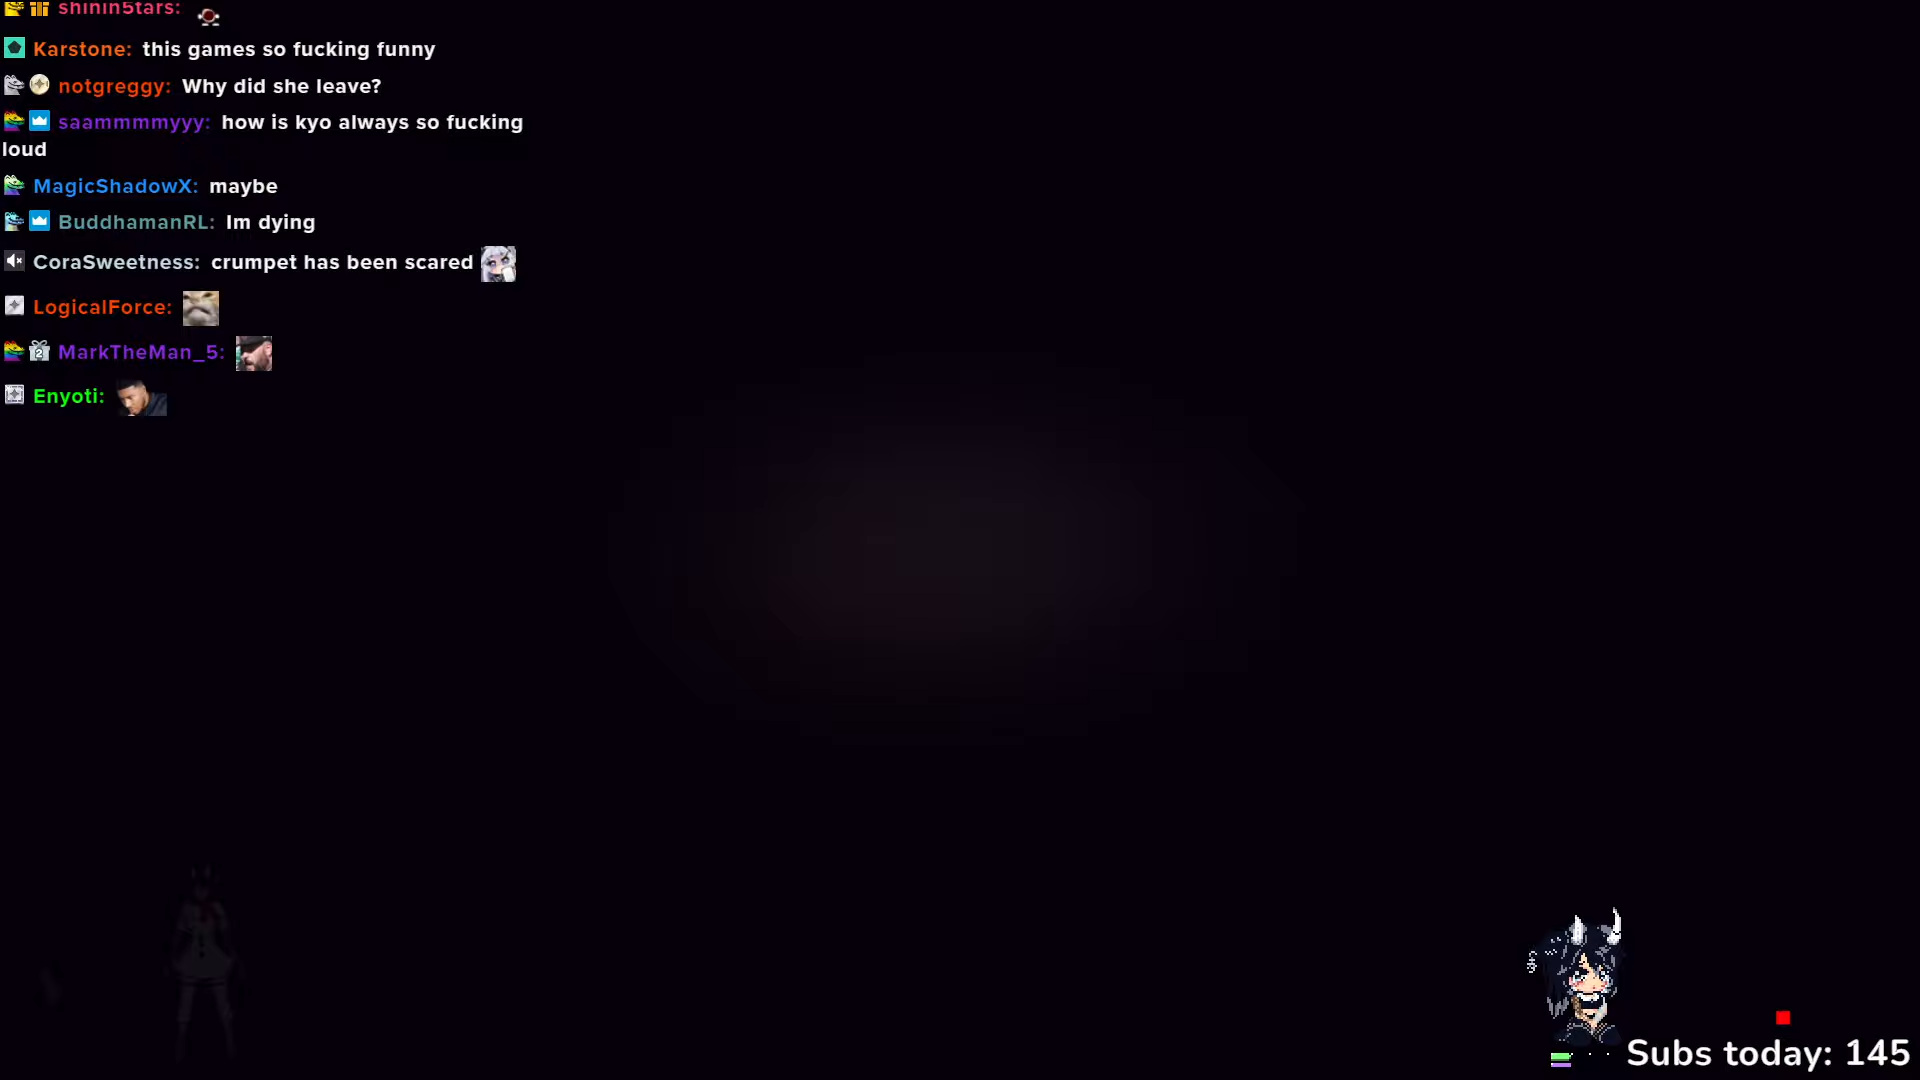 shinin5tars:
Karstone: this games so fucking funny
notgreggy: Why did she leave?
saammmmyyy: how is kyo always so fucking
loud
MagicShadowX: maybe
BuddhamanRL: Im dying
CoraSweetness: crumpet has been scared
LogicalForce:
2 MarkTheMan_5:
Enyoti:
Subs today: 145